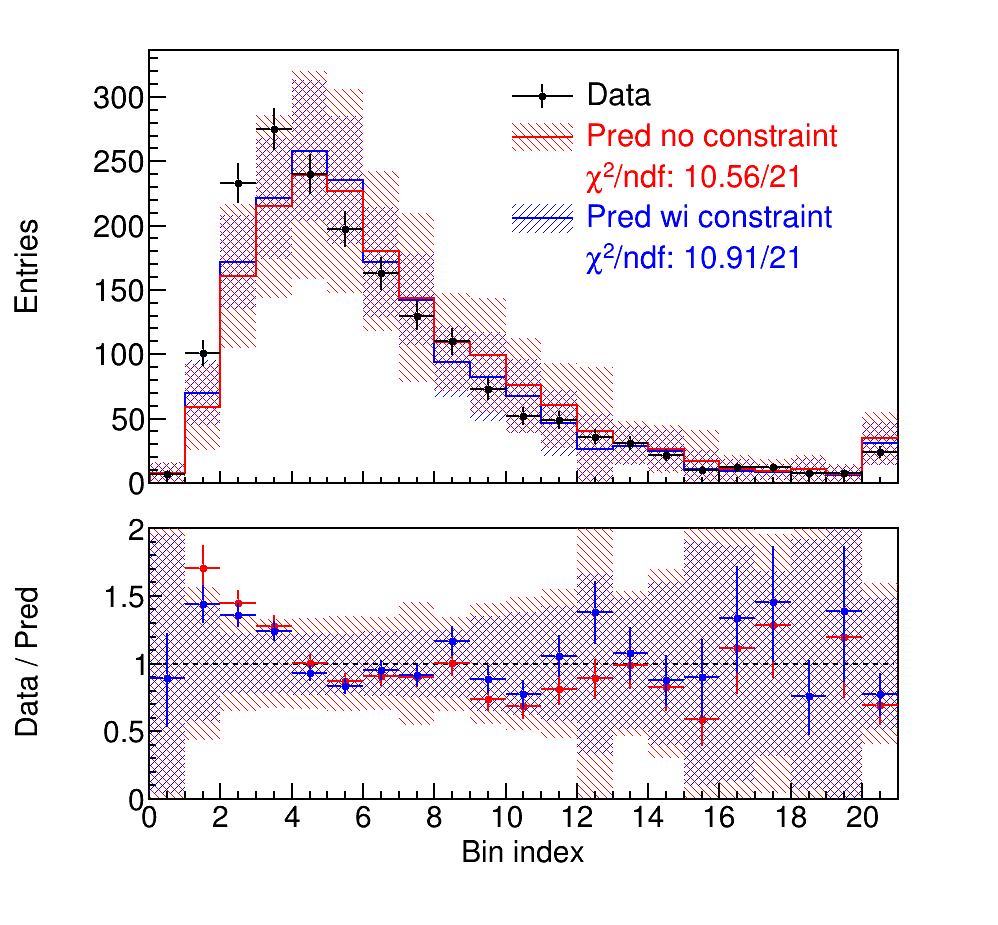 300
250
200
150
100
50
0
Entries
Data
Pred no constraint
χ²/ndf: 10.56/21
Pred wi constraint
χ²/ndf: 10.91/21
2
1.5
1
0.5
0
Data / Pred
0 2 4 6 8 10 12 14 16 18 20
Bin index